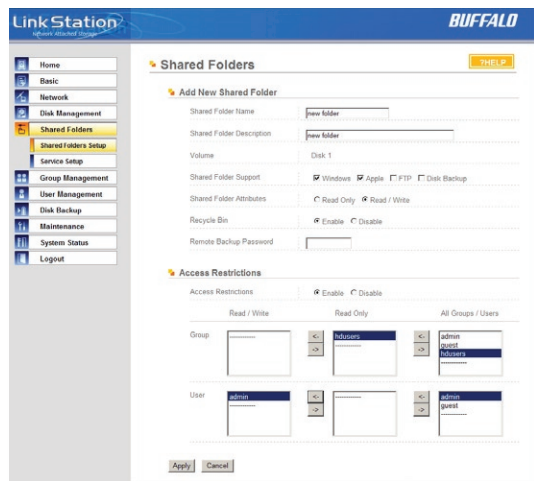 LinkStation
Network Attached Storage
BUFFALO
Home
Basic
Network
Disk Management
Shared Folders
Shared Folders Setup
Service Setup
Group Management
User Management
Disk Backup
Maintenance
System Status
Logout
Shared Folders
?HELP
Add New Shared Folder
Shared Folder Name
new folder
Shared Folder Description
new folder
Volume
Disk 1
Shared Folder Support
Windows Apple FTP Disk Backup
Shared Folder Attributes
Read Only Read / Write
Recycle Bin
Enable Disable
Remote Backup Password
Access Restrictions
Access Restrictions
Enable Disable
Read / Write Read Only All Groups / Users
Group
-----------
<-
->
hdusers
-----------
<-
->
admin
guest
hdusers
-----------
User
admin
-----------
<-
->
-----------
<-
->
admin
guest
-----------
Apply Cancel